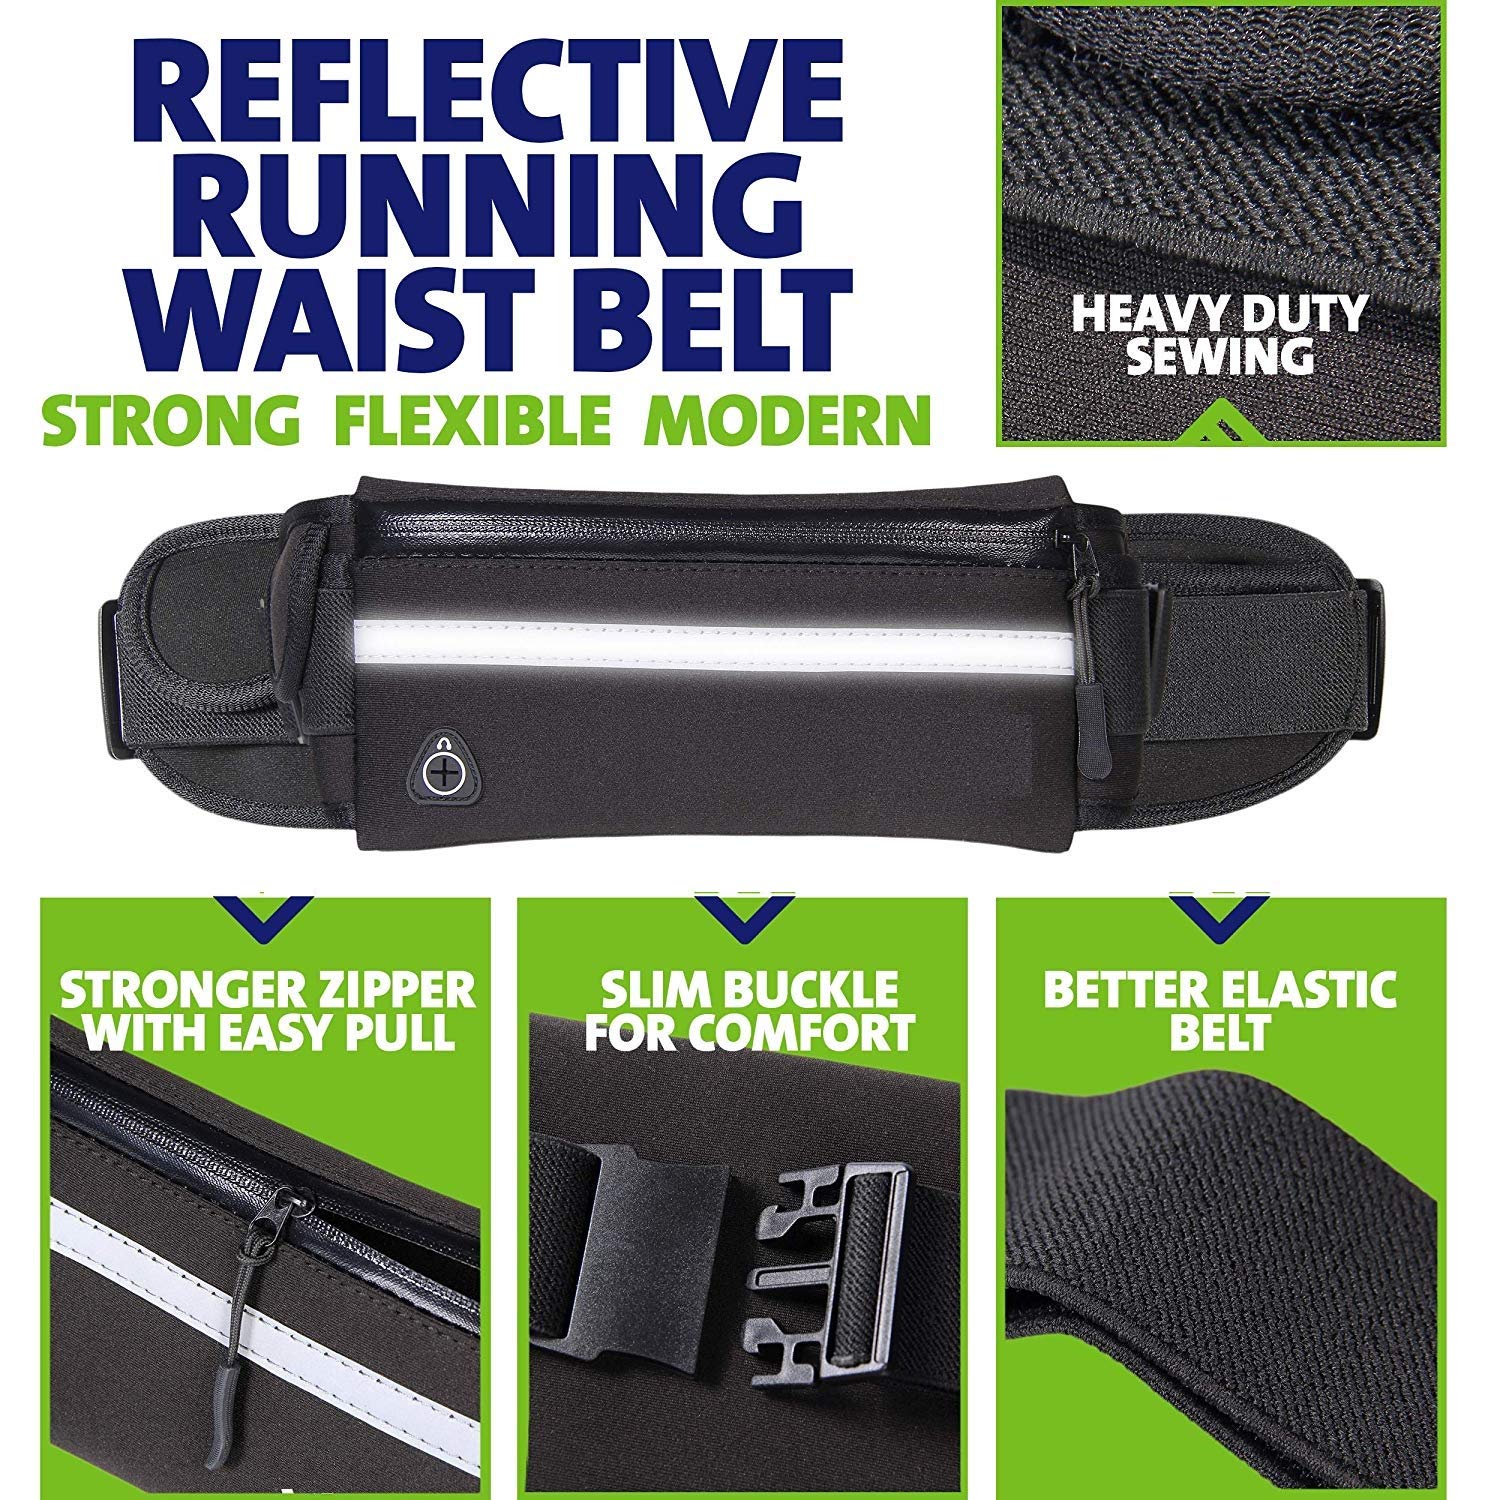 REFLECTIVE
RUNNING
WAIST BELT
STRONG FLEXIBLE MODERN
HEAVY DUTY
SEWING
STRONGER ZIPPER
WITH EASY PULL
SLIM BUCKLE
FOR COMFORT
BETTER ELASTIC
BELT